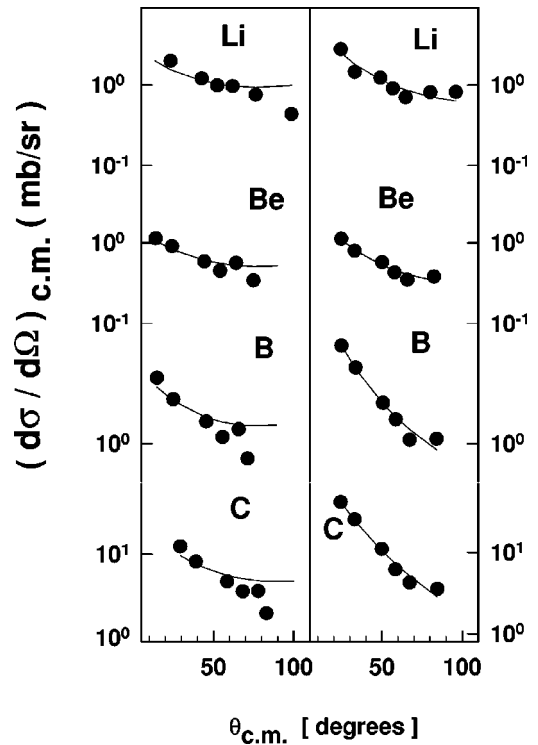 Li Li
10⁰ 10⁰
10⁻¹ 10⁻¹
Be Be
10⁰ 10⁰
10⁻¹ 10⁻¹
B B
10⁰ 10⁰
C C
10¹ 10¹
10⁰ 10⁰
50 100 50 100
θc.m. [ degrees ]
( dσ / dΩ ) c.m. ( mb/sr )